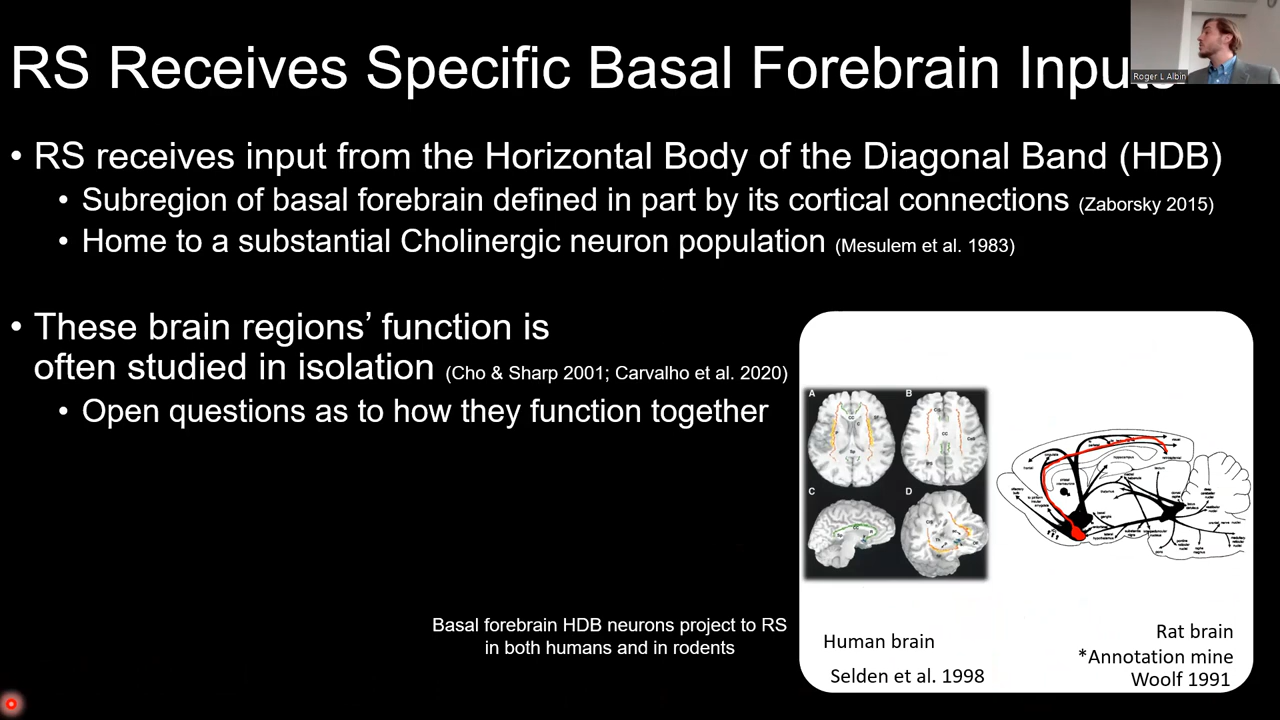 RS Receives Specific Basal Forebrain Inputs
Roger L Albin
• RS receives input from the Horizontal Body of the Diagonal Band (HDB)
• Subregion of basal forebrain defined in part by its cortical connections (Zaborsky 2015)
• Home to a substantial Cholinergic neuron population (Mesulem et al. 1983)
• These brain regions’ function is
often studied in isolation (Cho & Sharp 2001; Carvalho et al. 2020)
• Open questions as to how they function together
A
B
C
D
Basal forebrain HDB neurons project to RS
in both humans and in rodents
Human brain
Selden et al. 1998
Rat brain
*Annotation mine
Woolf 1991